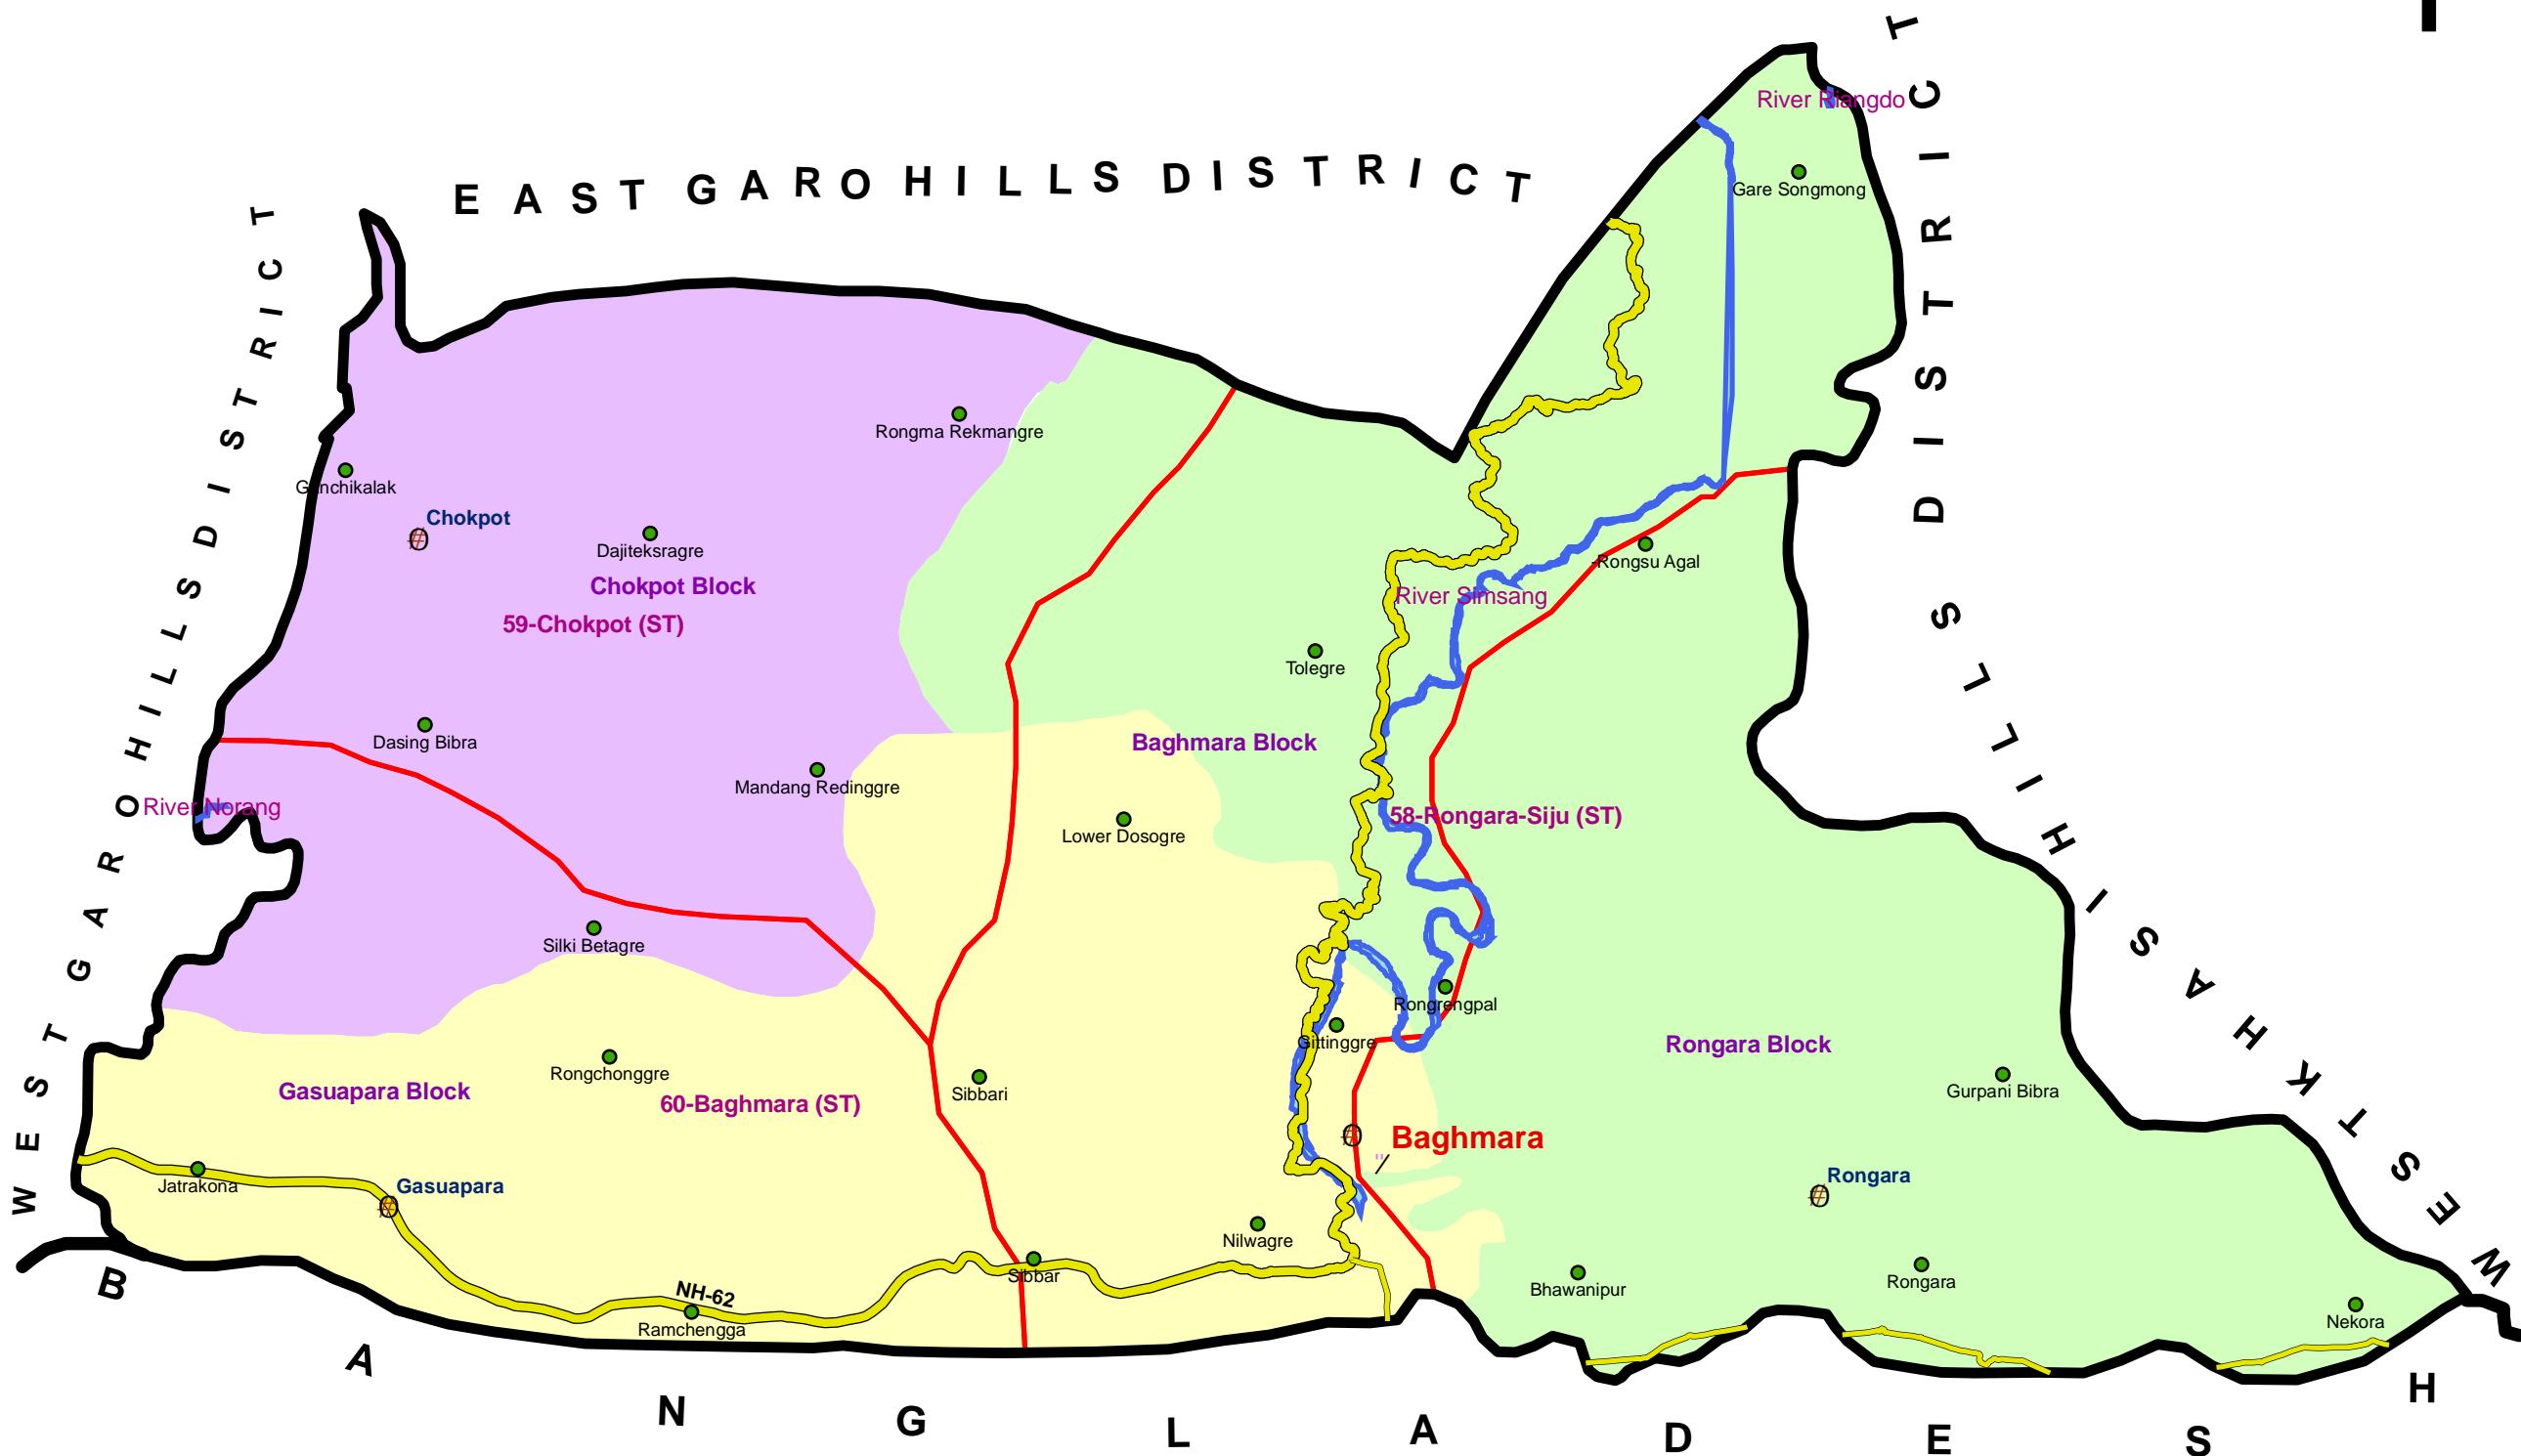 EAST GARO HILLS DISTRICT
WEST GARO HILLS DISTRICT
WEST KHASI HILLS DISTRICT
BANGLADESH
River Riangdo
Gare Songmong
Rongma Rekmangre
Ganchikalak
Chokpot
Dajiteksragre
Chokpot Block
59-Chokpot (ST)
-Rongsu Agal
River Simsang
Tolegre
Dasing Bibra
Baghmara Block
Mandang Redinggre
River Norang
58-Rongara-Siju (ST)
Lower Dosogre
Silki Betagre
Rongrengpal
Gittinggre
Rongara Block
Rongchonggre
Gasuapara Block
Sibbari
60-Baghmara (ST)
Gurpani Bibra
Baghmara
Jatrakona
Gasuapara
Rongara
Nilwagre
Sibbar
Bhawanipur
Rongara
NH-62
Ramchengga
Nekora